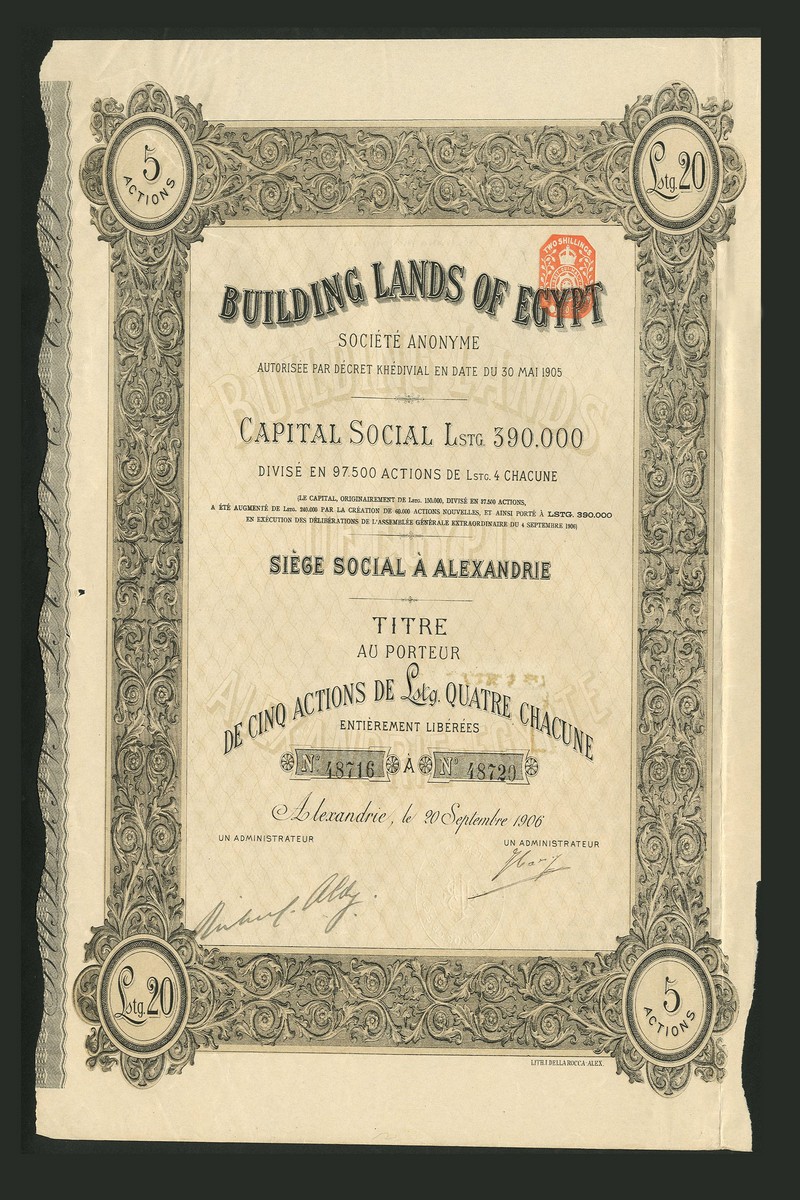 5
ACTIONS
Lstg. 20
TWO SHILLINGS
BUILDING LANDS OF EGYPT
SOCIÉTÉ ANONYME
AUTORISÉE PAR DÉCRET KHÉDIVIAL EN DATE DU 30 MAI 1905
CAPITAL SOCIAL LSTG. 390.000
DIVISÉ EN 97.500 ACTIONS DE LSTG. 4 CHACUNE
(LE CAPITAL, ORIGINAIREMENT DE LSTG. 150.000, DIVISÉ EN 37.500 ACTIONS,
A ÉTÉ AUGMENTÉ DE LSTG. 240.000 PAR LA CRÉATION DE 60.000 ACTIONS NOUVELLES, ET AINSI PORTÉ À LSTG. 390.000
EN EXÉCUTION DES DÉLIBÉRATIONS DE L'ASSEMBLÉE GÉNÉRALE EXTRAORDINAIRE DU 4 SEPTEMBRE 1906)
SIÈGE SOCIAL À ALEXANDRIE
TITRE
AU PORTEUR
DE CINQ ACTIONS DE Lstg. QUATRE CHACUNE
ENTIÈREMENT LIBÉRÉES
No 48716 À No 48720
Alexandrie, le 20 Septembre 1906
UN ADMINISTRATEUR
UN ADMINISTRATEUR
Lstg. 20
5
ACTIONS
LITH. J. DELLA ROCCA-ALEX.